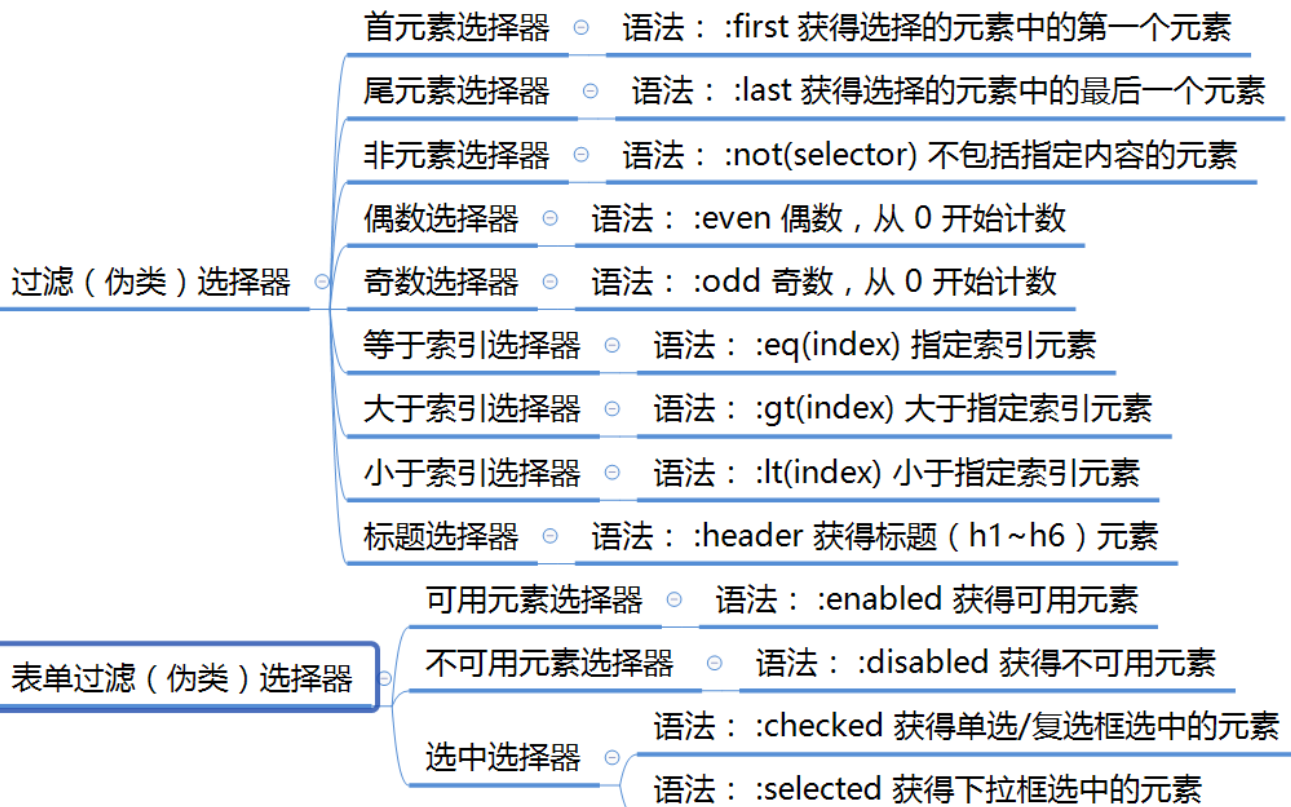 首元素选择器 语法： :first 获得选择的元素中的第一个元素
尾元素选择器 语法： :last 获得选择的元素中的最后一个元素
非元素选择器 语法： :not(selector) 不包括指定内容的元素
偶数选择器 语法： :even 偶数，从 0 开始计数
过滤（伪类）选择器
奇数选择器 语法： :odd 奇数，从 0 开始计数
等于索引选择器 语法： :eq(index) 指定索引元素
大于索引选择器 语法： :gt(index) 大于指定索引元素
小于索引选择器 语法： :lt(index) 小于指定索引元素
标题选择器 语法： :header 获得标题（h1~h6）元素
可用元素选择器 语法： :enabled 获得可用元素
表单过滤（伪类）选择器
不可用元素选择器 语法： :disabled 获得不可用元素
选中选择器
语法： :checked 获得单选/复选框选中的元素
语法： :selected 获得下拉框选中的元素